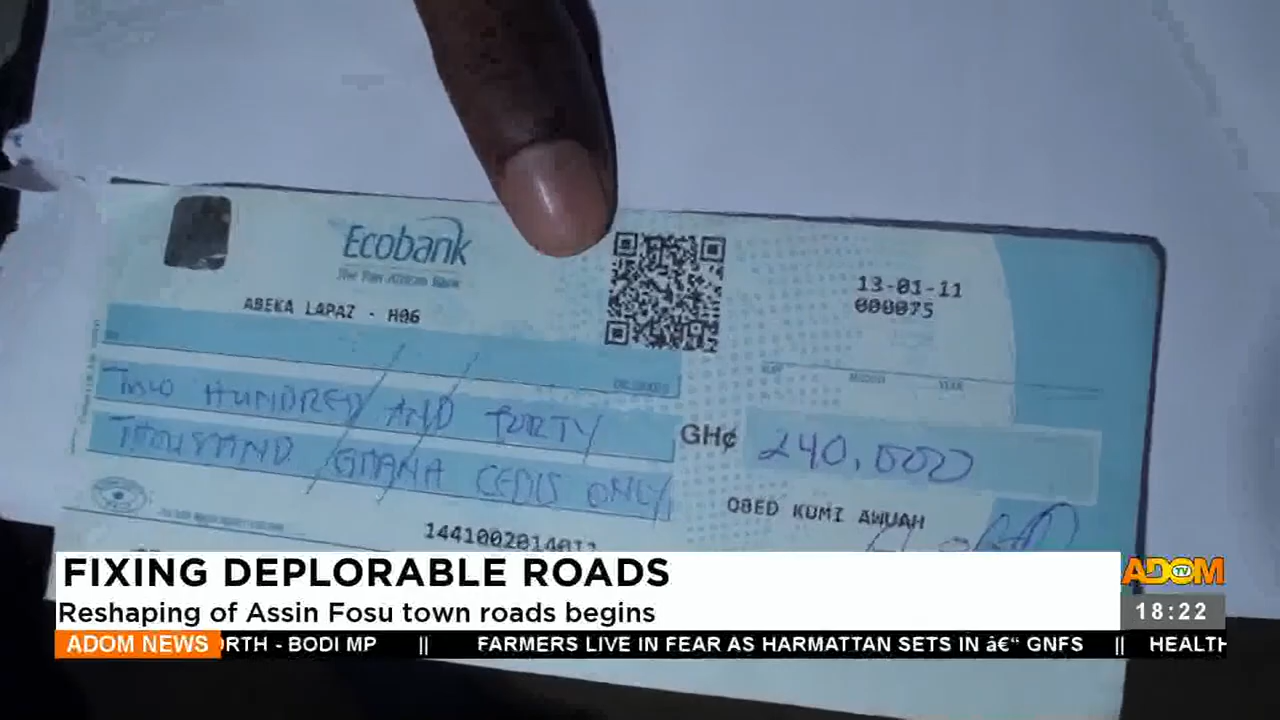 Ecobank
The Pan African Bank
ABEKA LAPAZ - H06
13-01-11
000075
TWO HUNDRED AND FORTY
THOUSAND GHANA CEDIS ONLY
GH¢ 240,000
OBED KUMI AWUAH
FIXING DEPLORABLE ROADS
Reshaping of Assin Fosu town roads begins
ADOM TV
18:22
ADOM NEWS ORTH - BODI MP || FARMERS LIVE IN FEAR AS HARMATTAN SETS IN â€“ GNFS || HEALTH